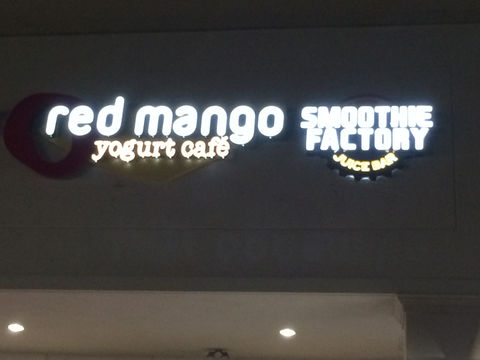 red mango
yogurt café
SMOOTHIE
FACTORY
JUICE BAR